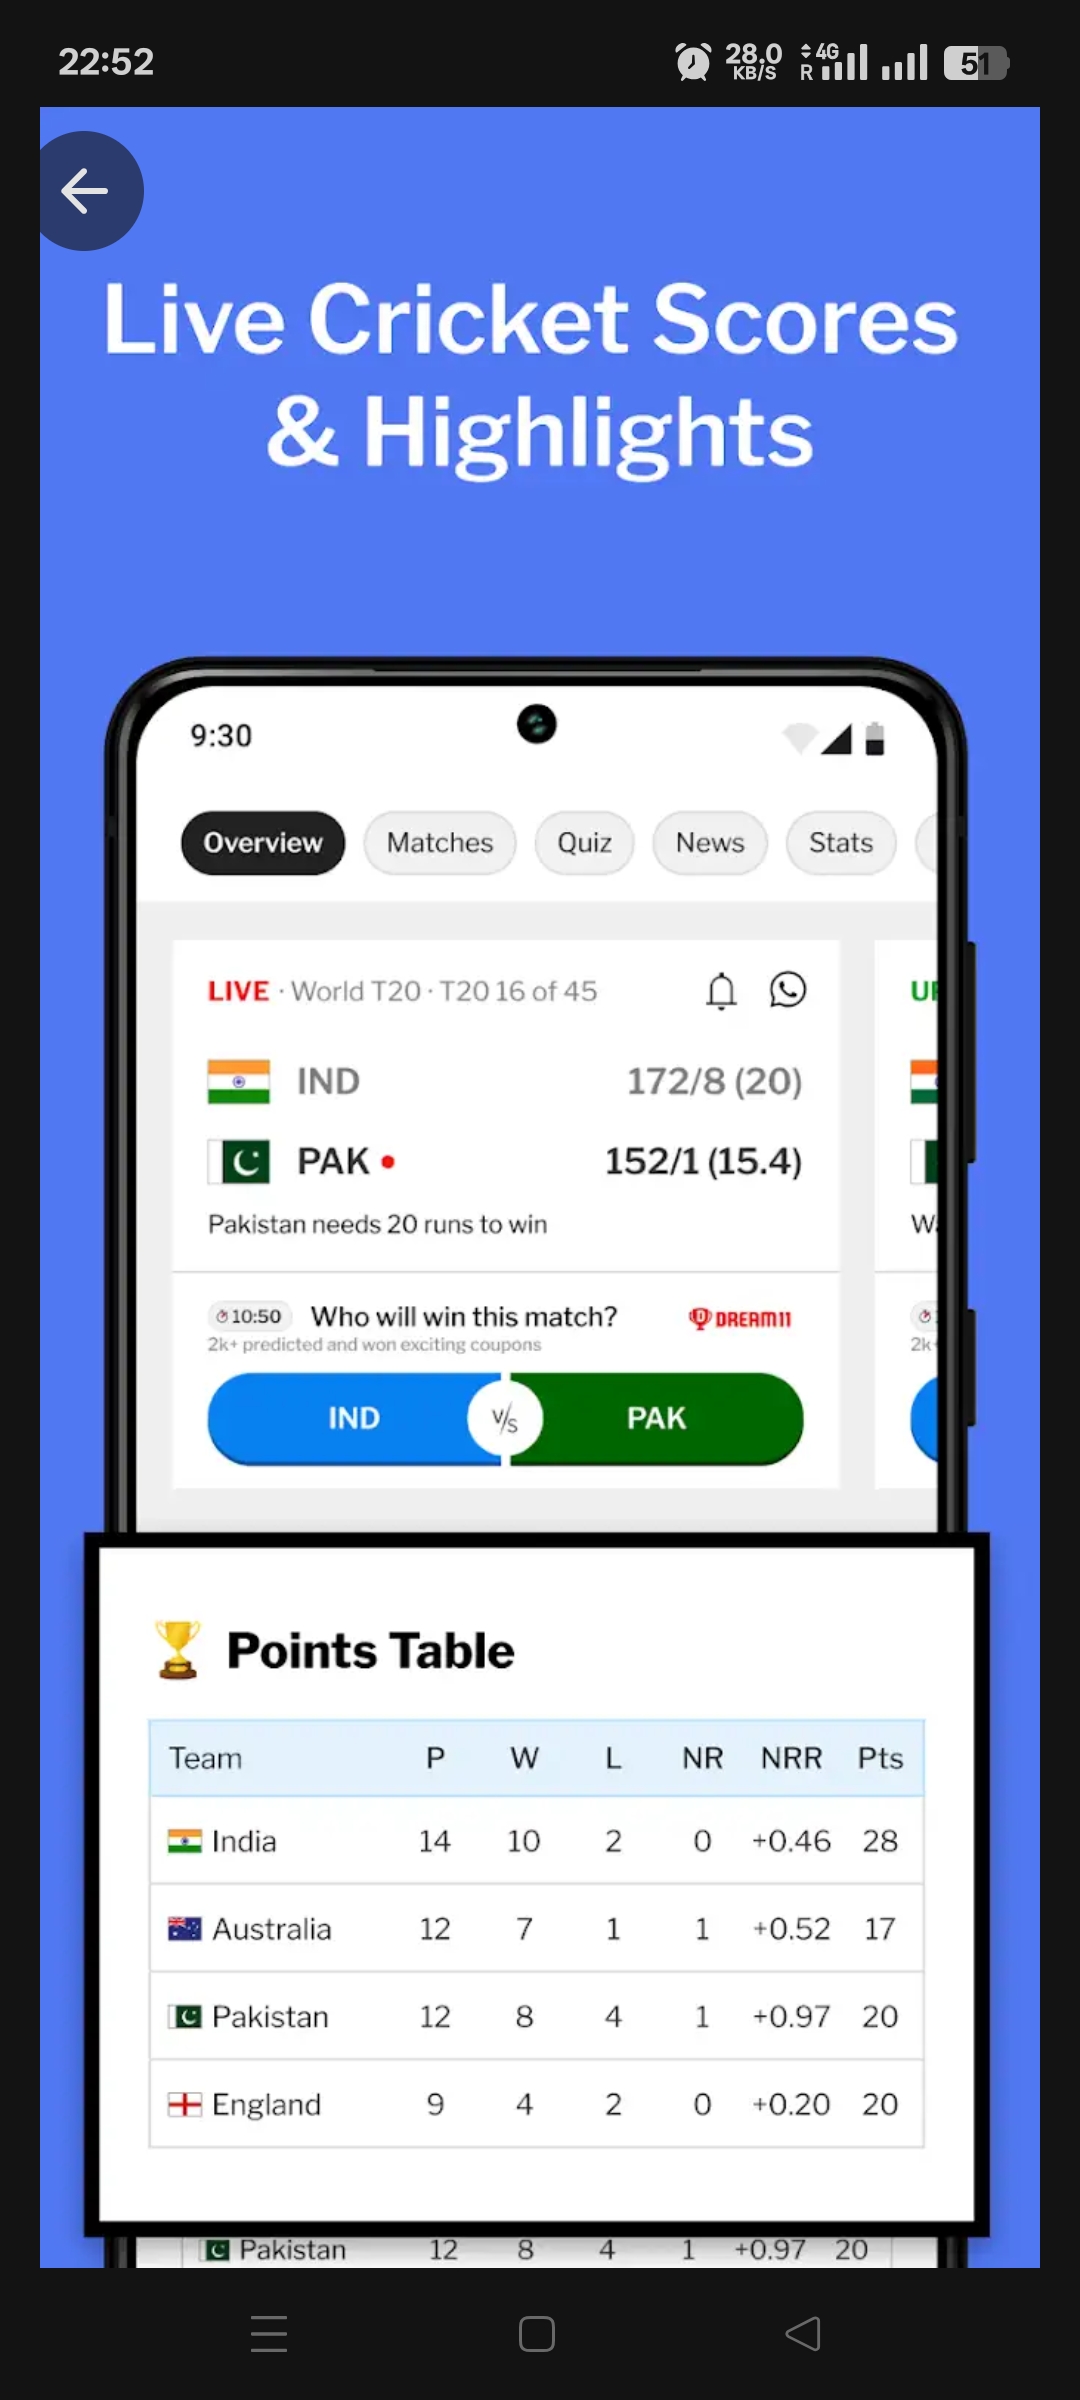 22:52
28.0 KB/S
4G
R
51
Live Cricket Scores
& Highlights
9:30
Overview Matches Quiz News Stats
LIVE · World T20 · T20 16 of 45
IND 172/8 (20)
PAK 152/1 (15.4)
Pakistan needs 20 runs to win
10:50 Who will win this match? DREAM11
2k+ predicted and won exciting coupons
IND V/S PAK
2k+
Points Table
Team P W L NR NRR Pts
India 14 10 2 0 +0.46 28
Australia 12 7 1 1 +0.52 17
Pakistan 12 8 4 1 +0.97 20
England 9 4 2 0 +0.20 20
Pakistan 12 8 4 1 +0.97 20